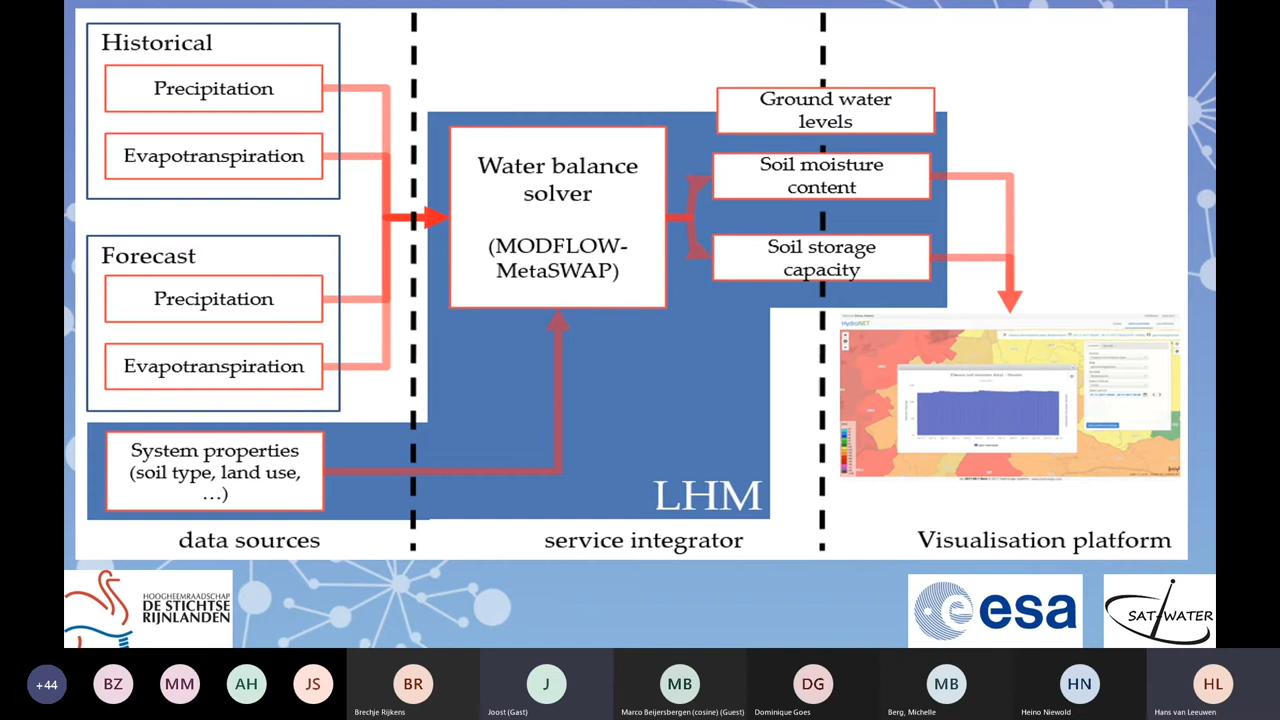 Historical
Precipitation
Evapotranspiration
Forecast
Precipitation
Evapotranspiration
System properties
(soil type, land use,
…)
data sources
Water balance
solver
(MODFLOW-
MetaSWAP)
LHM
service integrator
Ground water
levels
Soil moisture
content
Soil storage
capacity
HydroNET
Visualisation platform
HOOGHEEMRAADSCHAP
DE STICHTSE
RIJNLANDEN
esa
SAT-WATER
+44
BZ
MM
AH
JS
BR
Brechje Rijkens
J
Joost (Gast)
MB
Marco Beijersbergen (cosine) (Guest)
DG
Dominique Goes
MB
Berg, Michelle
HN
Heino Niewold
HL
Hans van Leeuwen